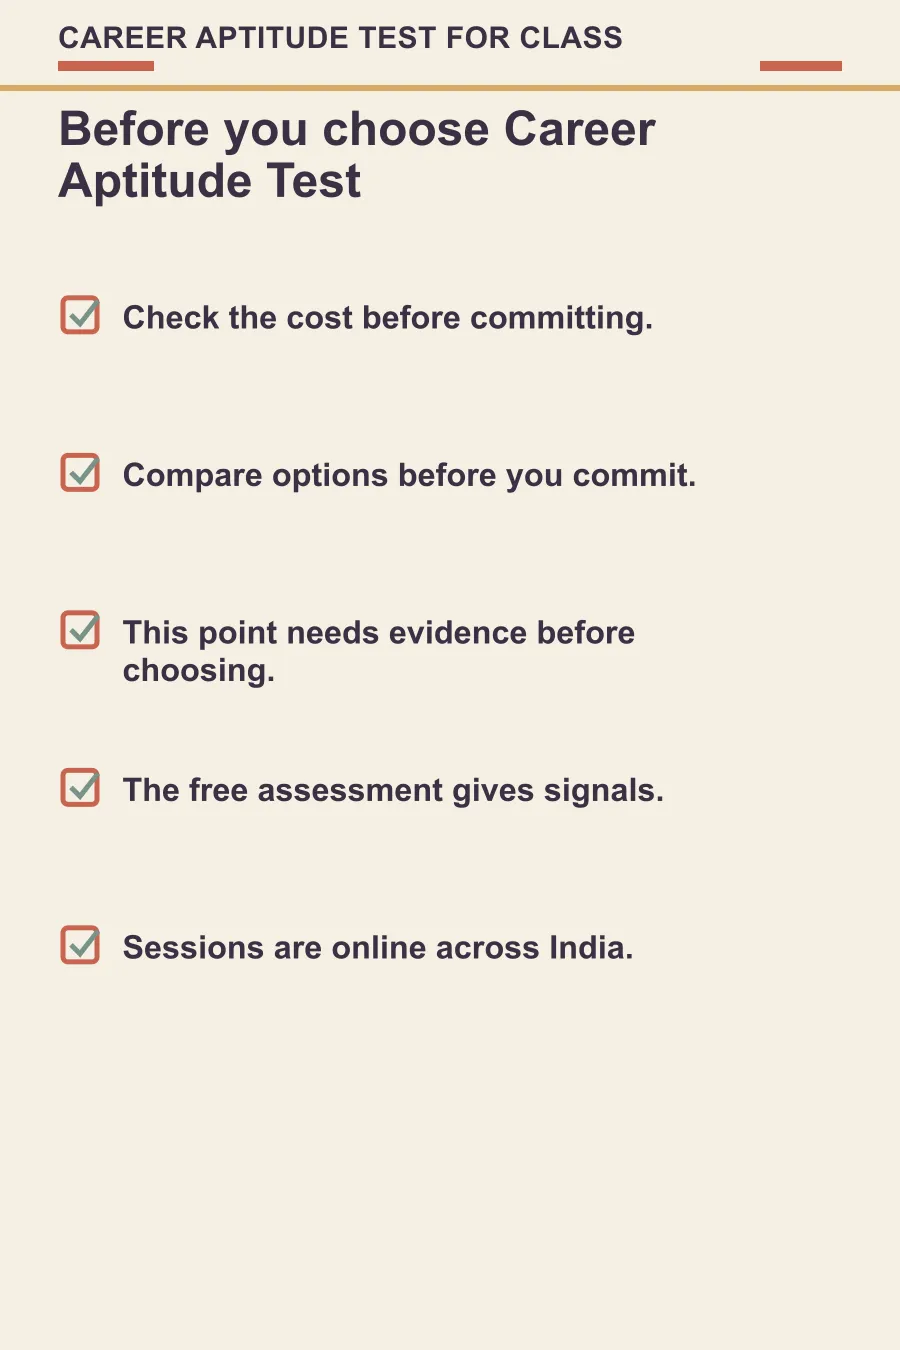 CAREER APTITUDE TEST FOR CLASS
Before you choose Career
Aptitude Test
Check the cost before committing.
Compare options before you commit.
This point needs evidence before
choosing.
The free assessment gives signals.
Sessions are online across India.